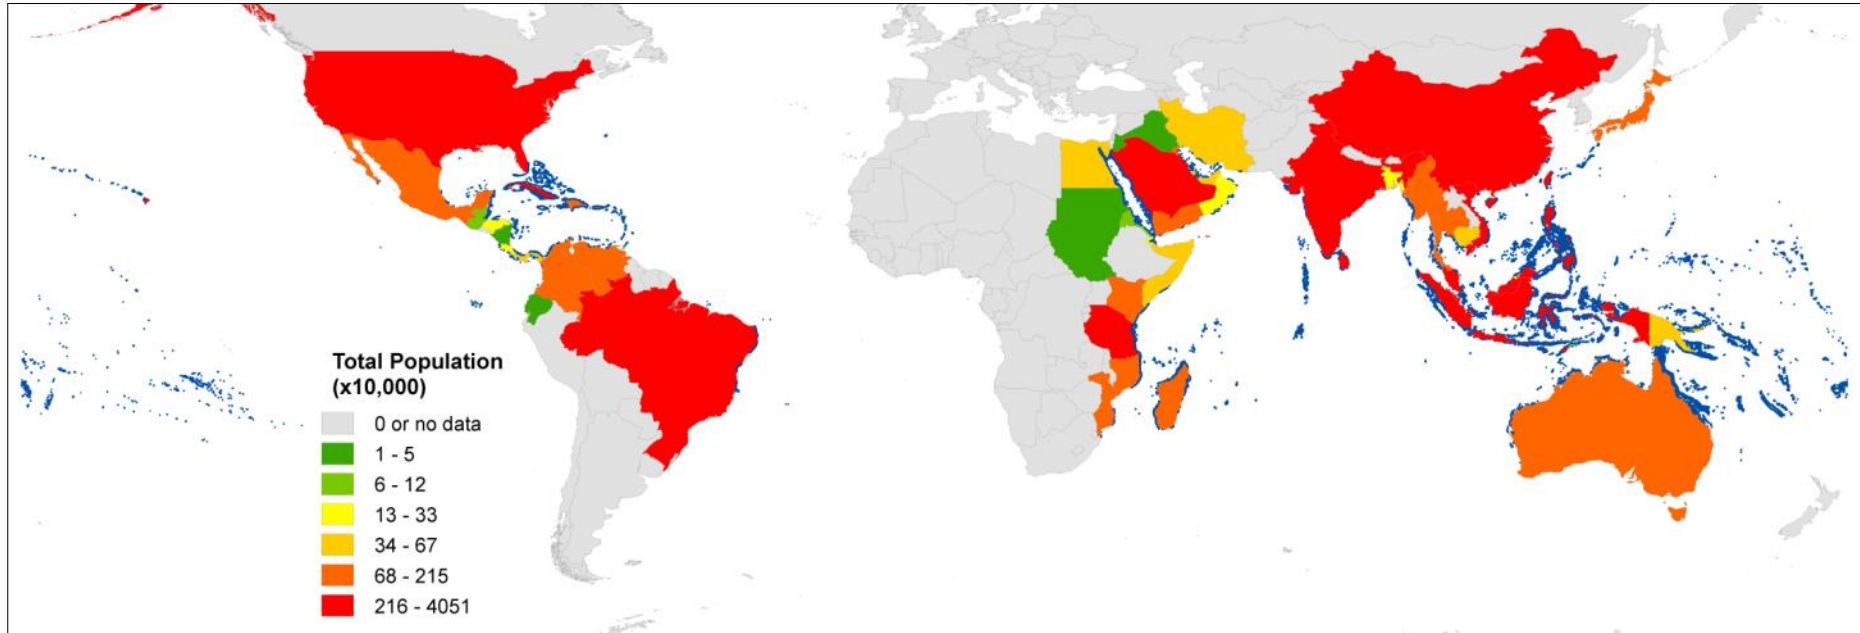 Total Population
(x10,000)
0 or no data
1 - 5
6 - 12
13 - 33
34 - 67
68 - 215
216 - 4051